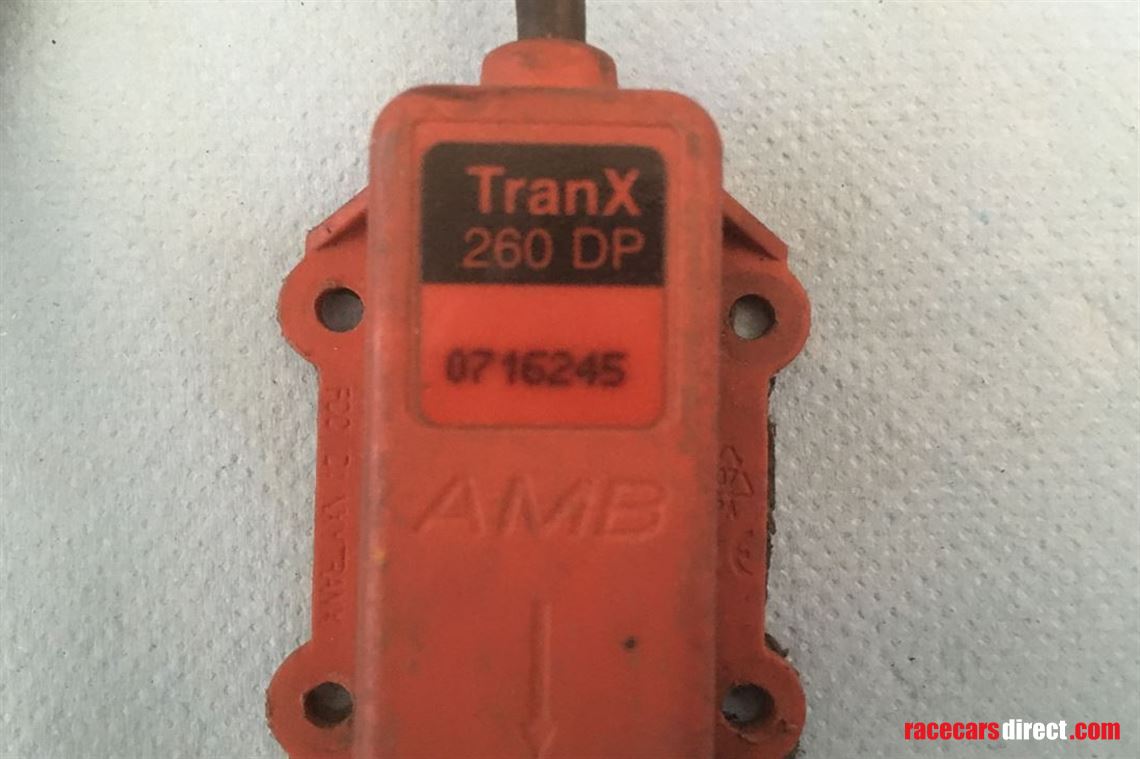 TranX
260 DP
0716245
AMB
racecarsdirect.com